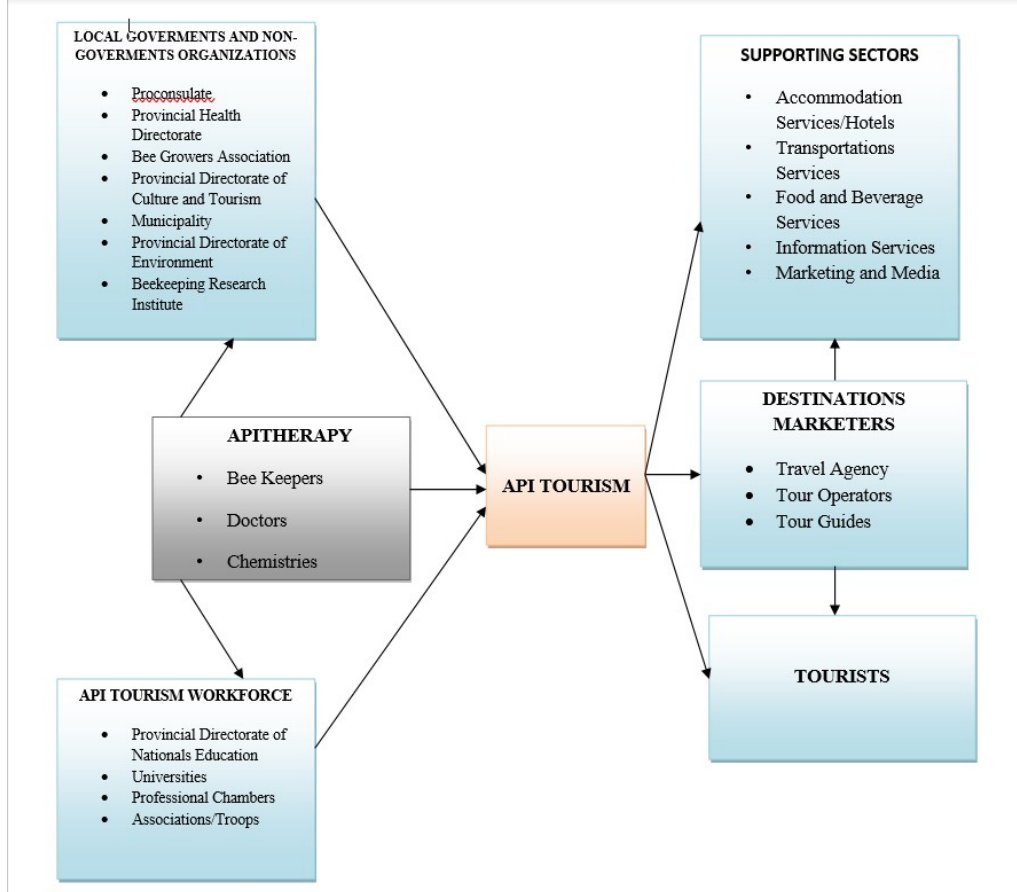 LOCAL GOVERMENTS AND NON-
GOVERMENTS ORGANIZATIONS
• Proconsulate
• Provincial Health
Directorate
• Bee Growers Association
• Provincial Directorate of
Culture and Tourism
• Municipality
• Provincial Directorate of
Environment
• Beekeeping Research
Institute
APITHERAPY
• Bee Keepers
• Doctors
• Chemistries
API TOURISM WORKFORCE
• Provincial Directorate of
Nationals Education
• Universities
• Professional Chambers
• Associations/Troops
API TOURISM
SUPPORTING SECTORS
• Accommodation
Services/Hotels
• Transportations
Services
• Food and Beverage
Services
• Information Services
• Marketing and Media
DESTINATIONS
MARKETERS
• Travel Agency
• Tour Operators
• Tour Guides
TOURISTS